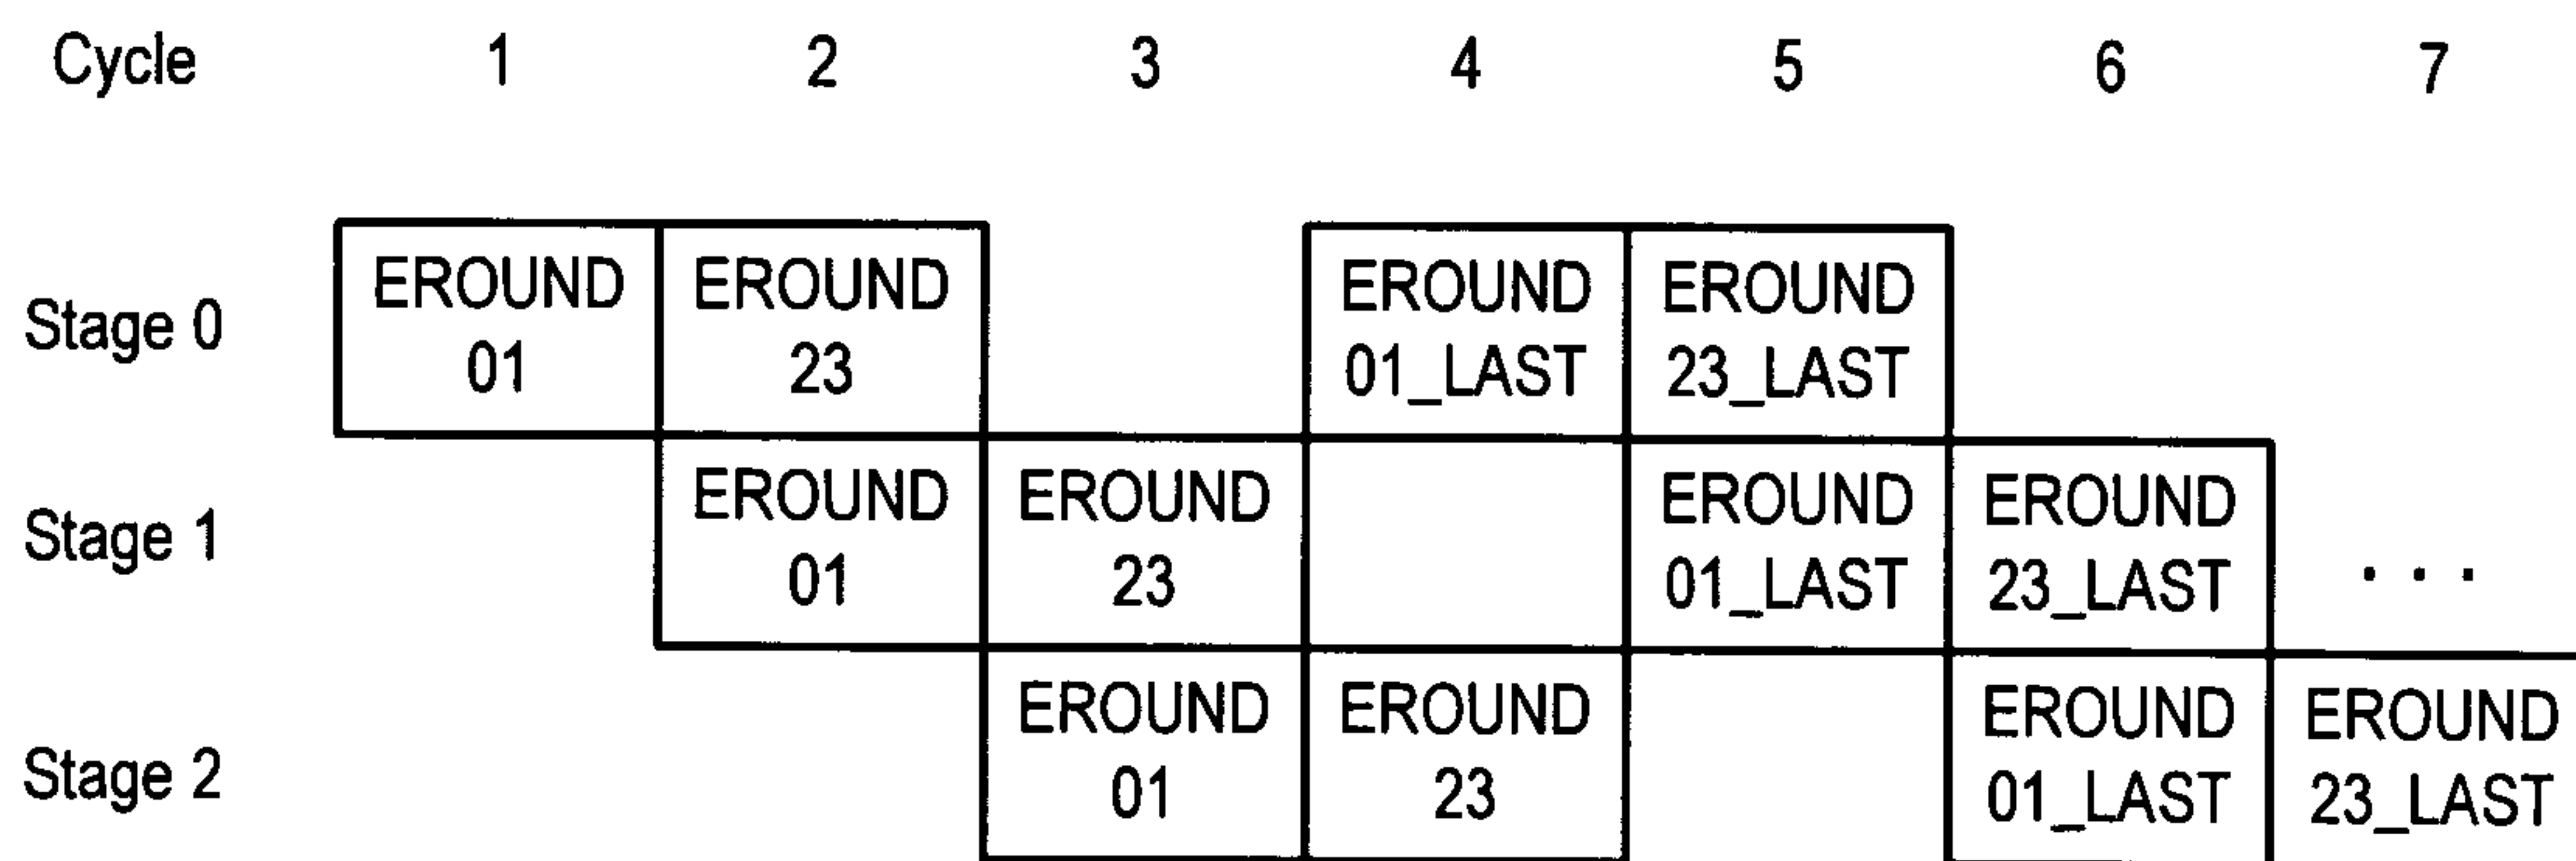 Cycle 1 2 3 4 5 6 7
EROUND EROUND EROUND EROUND
Stage 0 01 23 01_LAST 23_LAST
EROUND EROUND EROUND EROUND
Stage 1 01 23 01_LAST 23_LAST . . .
EROUND EROUND EROUND EROUND
Stage 2 01 23 01_LAST 23_LAST